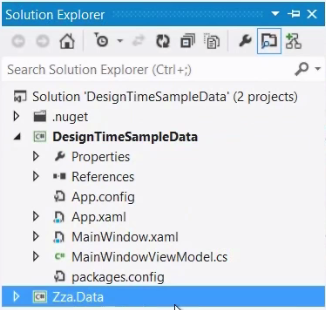 Solution Explorer
Search Solution Explorer (Ctrl+;)
Solution 'DesignTimeSampleData' (2 projects)
.nuget
DesignTimeSampleData
Properties
References
App.config
App.xaml
MainWindow.xaml
MainWindowViewModel.cs
packages.config
Zza.Data